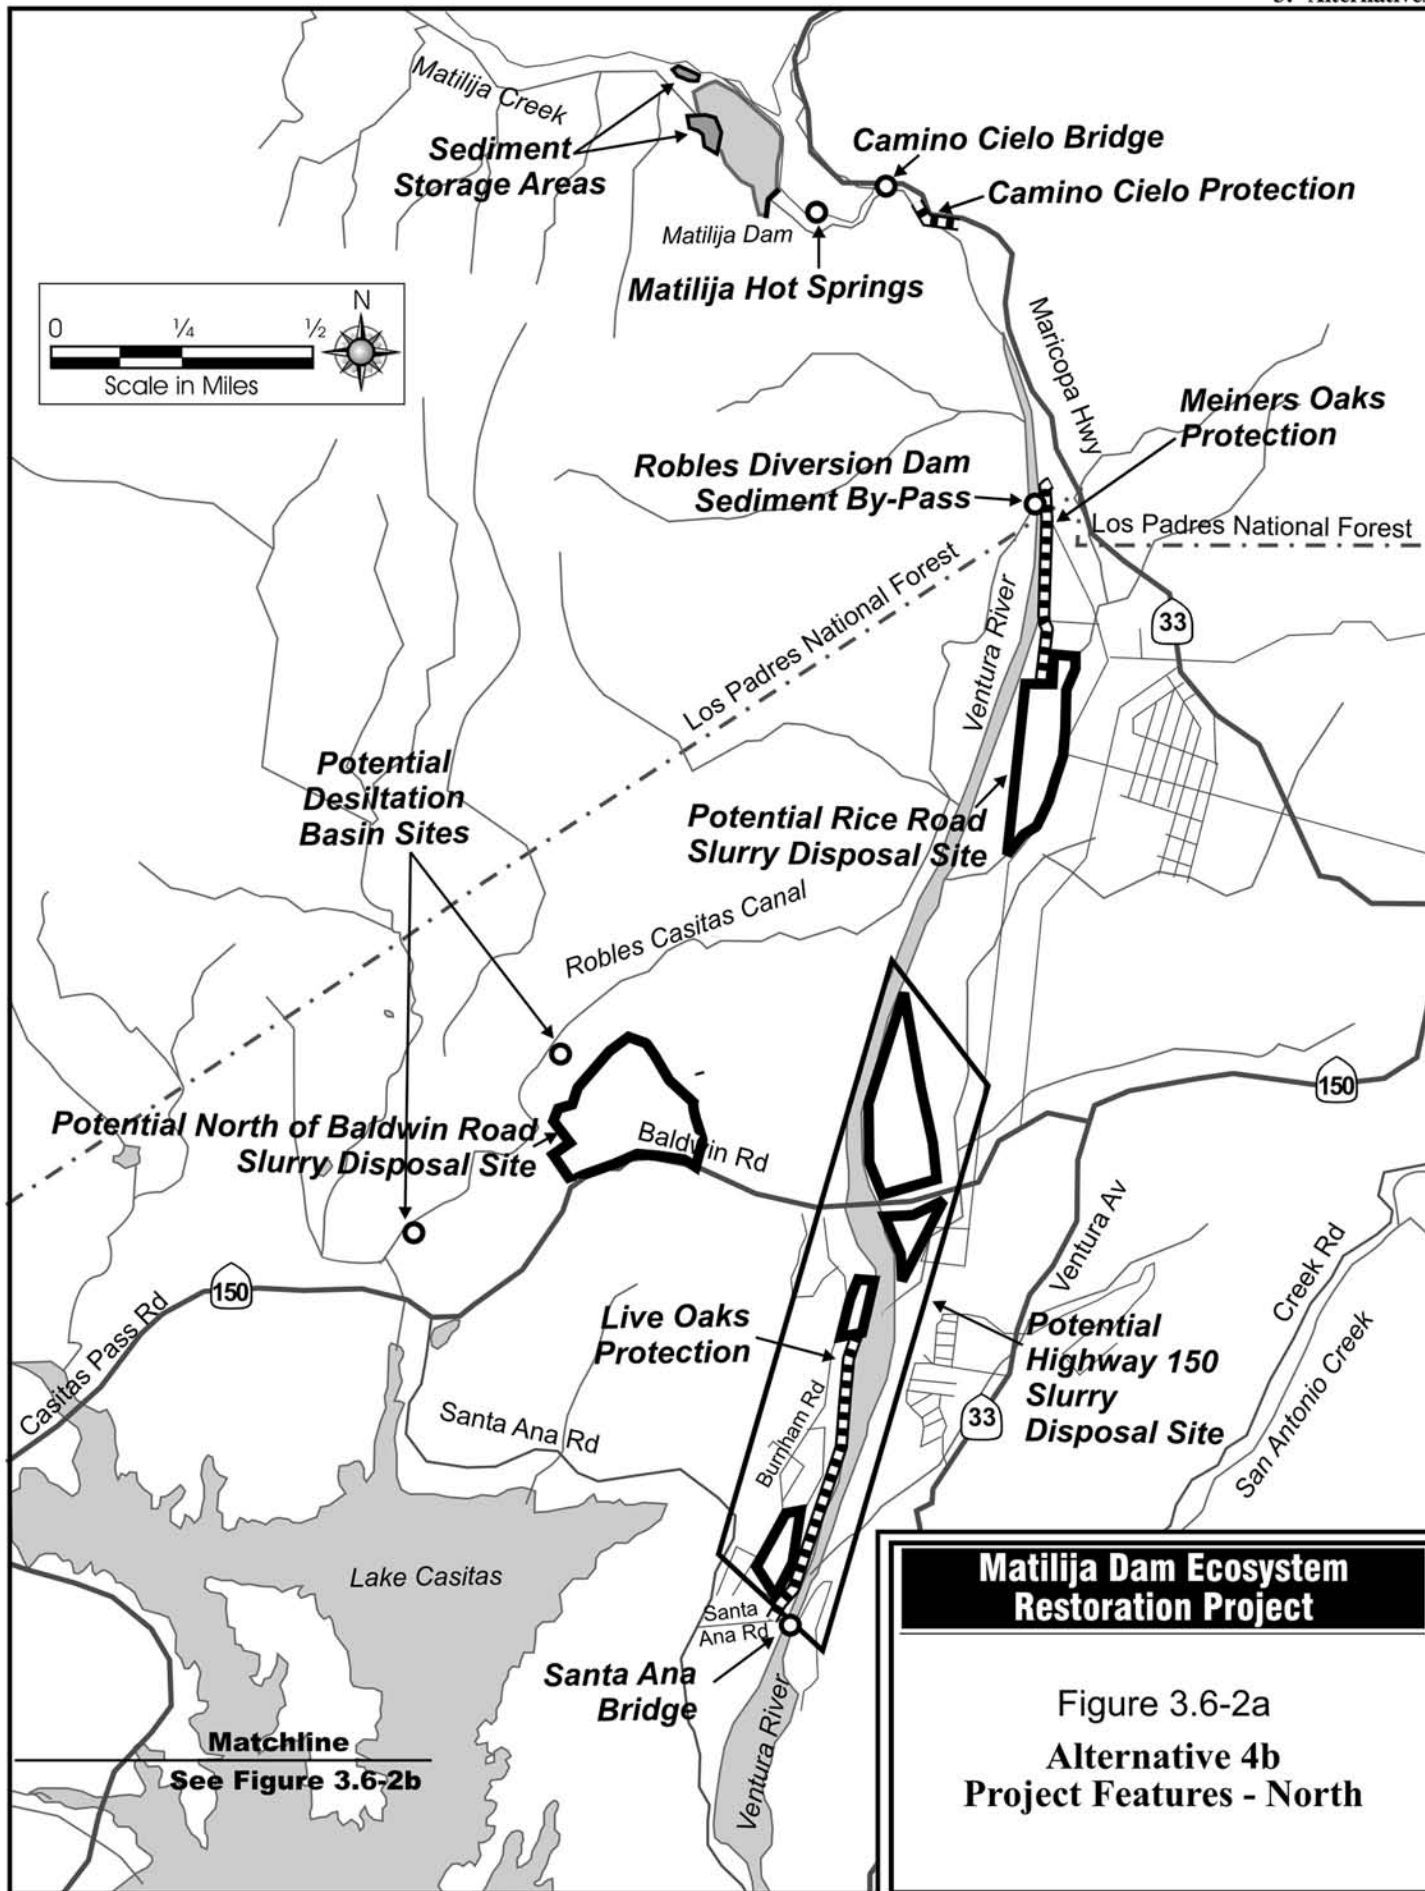 Matilija Creek
Sediment
Storage Areas
Camino Cielo Bridge
Camino Cielo Protection
Matilija Dam
Matilija Hot Springs
N
0 ¼ ½
Scale in Miles
Maricopa Hwy
Meiners Oaks
Protection
Robles Diversion Dam
Sediment By-Pass
Los Padres National Forest
Los Padres National Forest
Ventura River
33
Potential
Desiltation
Basin Sites
Potential Rice Road
Slurry Disposal Site
Robles Casitas Canal
150
Potential North of Baldwin Road
Slurry Disposal Site
Baldwin Rd
Ventura Av
Creek Rd
San Antonio Creek
150
Casitas Pass Rd
Live Oaks
Protection
Potential
Highway 150
Slurry
Disposal Site
33
Santa Ana Rd
Burnham Rd
Lake Casitas
Santa
Ana Rd
Santa Ana
Bridge
Ventura River
Matchline
See Figure 3.6-2b
Matilija Dam Ecosystem
Restoration Project
Figure 3.6-2a
Alternative 4b
Project Features - North